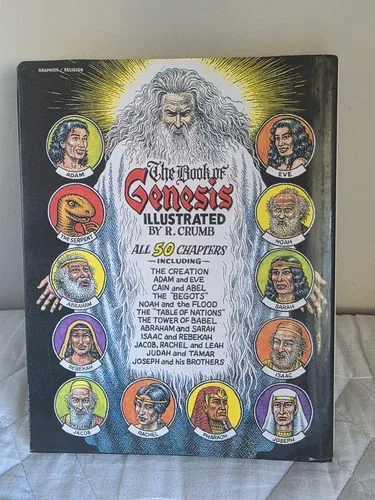 GRAPHICS / RELIGION
The Book of
Genesis
ILLUSTRATED
BY R. CRUMB
ALL 50 CHAPTERS
—INCLUDING—
THE CREATION
ADAM and EVE
CAIN and ABEL
THE "BEGOTS"
NOAH and the FLOOD
THE "TABLE OF NATIONS"
THE TOWER OF BABEL
ABRAHAM and SARAH
ISAAC and REBEKAH
JACOB, RACHEL and LEAH
JUDAH and TAMAR
JOSEPH and his BROTHERS
ADAM
EVE
THE SERPENT
NOAH
ABRAHAM
SARAH
REBEKAH
ISAAC
JACOB
RACHEL
PHARAOH
JOSEPH